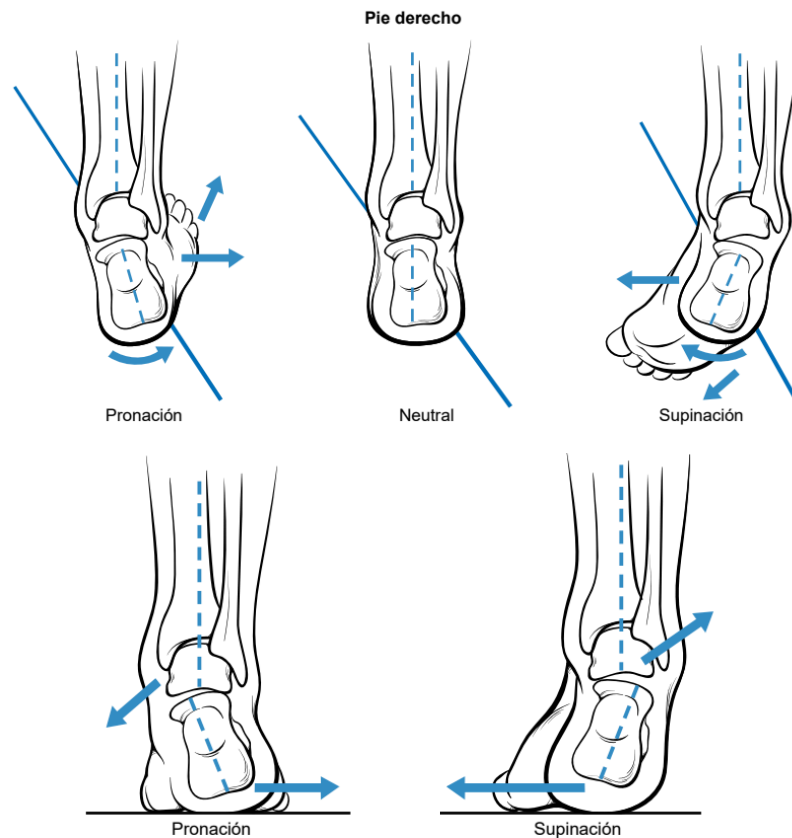 Pie derecho
Pronación
Neutral
Supinación
Pronación
Supinación